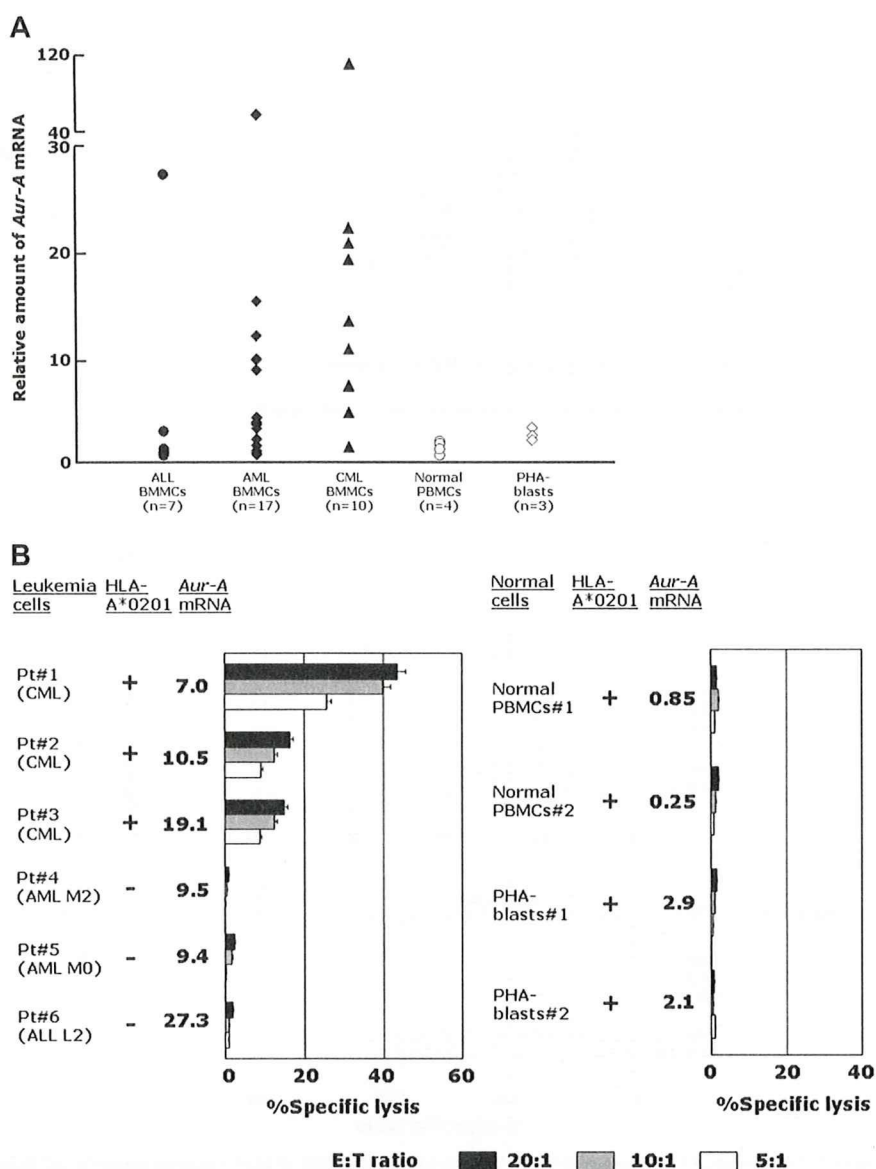 A
Relative amount of Aur-A mRNA
120
40
30
20
10
0
ALL
BMMCs
(n=7)
AML
BMMCs
(n=17)
CML
BMMCs
(n=10)
Normal
PBMCs
(n=4)
PHA-
blasts
(n=3)
B
Leukemia cells
HLA-A*0201
Aur-A mRNA
Pt#1
(CML)
+
7.0
Pt#2
(CML)
+
10.5
Pt#3
(CML)
+
19.1
Pt#4
(AML M2)
-
9.5
Pt#5
(AML M0)
-
9.4
Pt#6
(ALL L2)
-
27.3
0 20 40 60
%Specific lysis
Normal cells
HLA-A*0201
Aur-A mRNA
Normal
PBMCs#1
+
0.85
Normal
PBMCs#2
+
0.25
PHA-
blasts#1
+
2.9
PHA-
blasts#2
+
2.1
0 20 40
%Specific lysis
E:T ratio 20:1 10:1 5:1